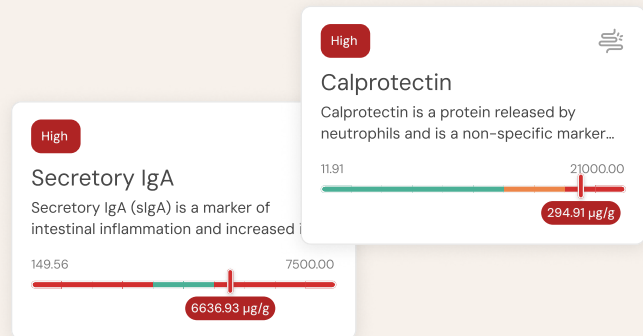 High
Calprotectin
Calprotectin is a protein released by
neutrophils and is a non-specific marker...
11.91 21000.00
294.91 µg/g
High
Secretory IgA
Secretory IgA (sIgA) is a marker of
intestinal inflammation and increased
149.56 7500.00
6636.93 µg/g